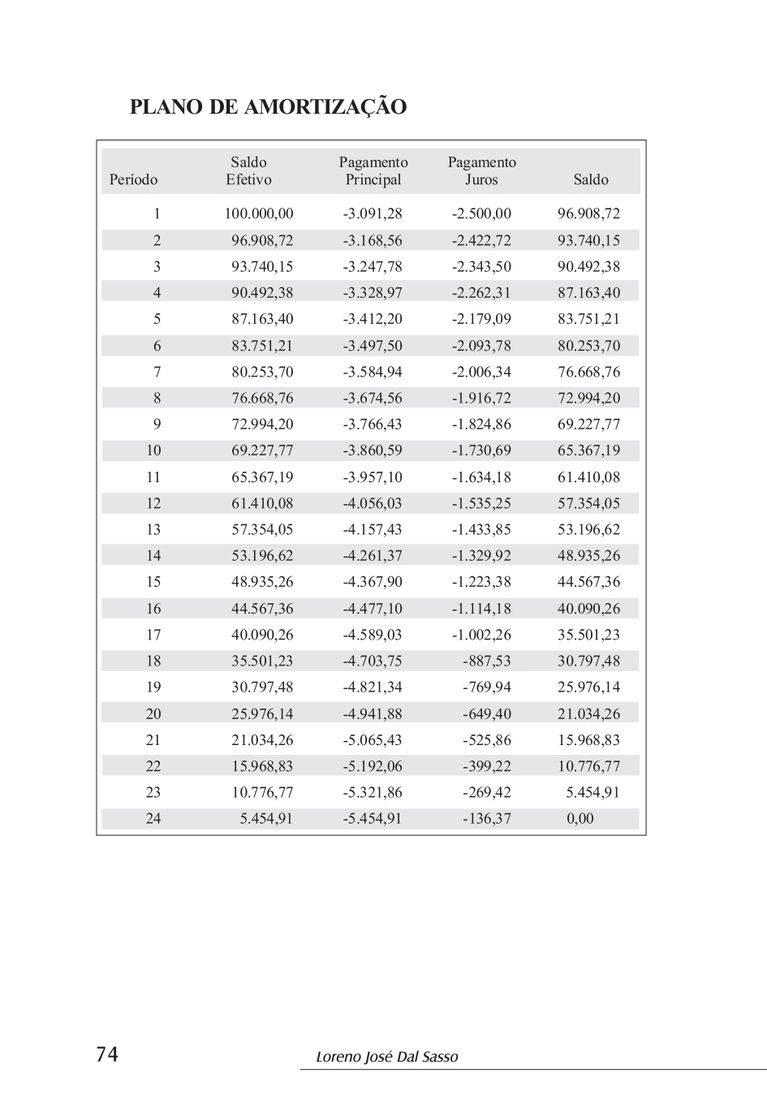 PLANO DE AMORTIZAÇÃO
Saldo Pagamento Pagamento
Período Efetivo Principal Juros Saldo
1 100.000,00 -3.091,28 -2.500,00 96.908,72
2 96.908,72 -3.168,56 -2.422,72 93.740,15
3 93.740,15 -3.247,78 -2.343,50 90.492,38
4 90.492,38 -3.328,97 -2.262,31 87.163,40
5 87.163,40 -3.412,20 -2.179,09 83.751,21
6 83.751,21 -3.497,50 -2.093,78 80.253,70
7 80.253,70 -3.584,94 -2.006,34 76.668,76
8 76.668,76 -3.674,56 -1.916,72 72.994,20
9 72.994,20 -3.766,43 -1.824,86 69.227,77
10 69.227,77 -3.860,59 -1.730,69 65.367,19
11 65.367,19 -3.957,10 -1.634,18 61.410,08
12 61.410,08 -4.056,03 -1.535,25 57.354,05
13 57.354,05 -4.157,43 -1.433,85 53.196,62
14 53.196,62 -4.261,37 -1.329,92 48.935,26
15 48.935,26 -4.367,90 -1.223,38 44.567,36
16 44.567,36 -4.477,10 -1.114,18 40.090,26
17 40.090,26 -4.589,03 -1.002,26 35.501,23
18 35.501,23 -4.703,75 -887,53 30.797,48
19 30.797,48 -4.821,34 -769,94 25.976,14
20 25.976,14 -4.941,88 -649,40 21.034,26
21 21.034,26 -5.065,43 -525,86 15.968,83
22 15.968,83 -5.192,06 -399,22 10.776,77
23 10.776,77 -5.321,86 -269,42 5.454,91
24 5.454,91 -5.454,91 -136,37 0,00
74 Loreno José Dal Sasso